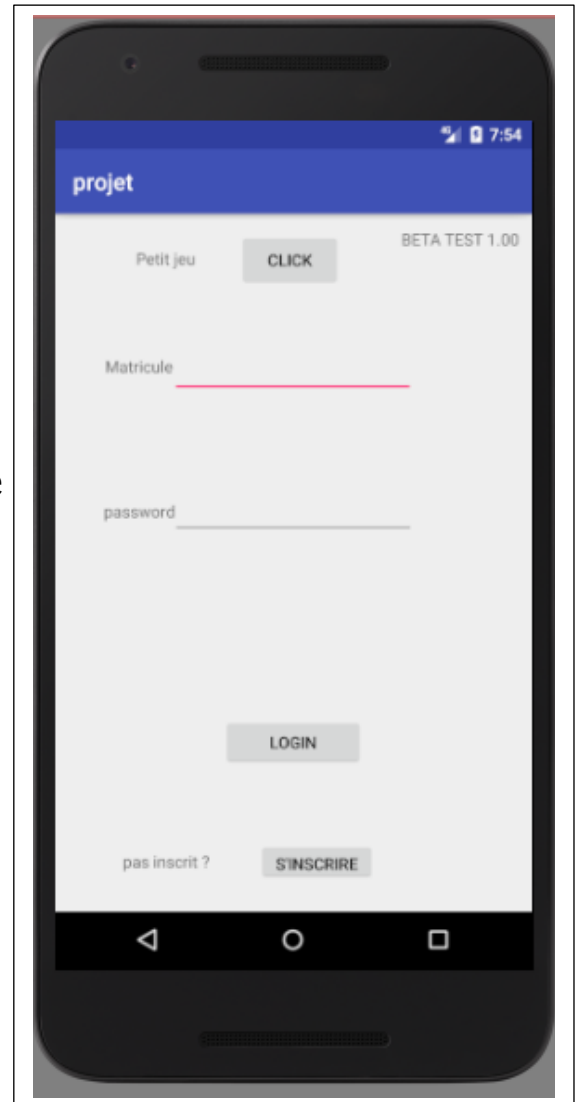 7:54
projet
BETA TEST 1.00
Petit jeu CLICK
Matricule
e
password
LOGIN
pas inscrit ? S'INSCRIRE